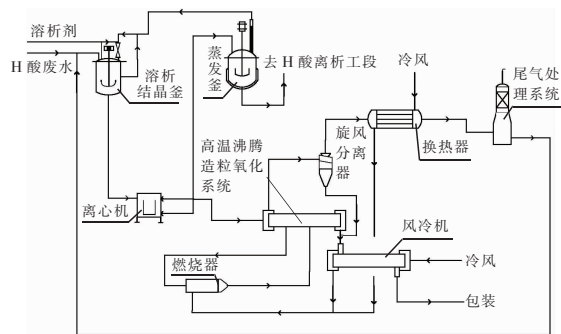 溶析剂
H 酸废水
溶析
结晶釜
蒸发釜
去 H 酸离析工段
冷风
尾气处
理系统
换热器
旋风
分离
器
高温沸腾
造粒氧化
系统
离心机
风冷机
冷风
燃烧器
包装